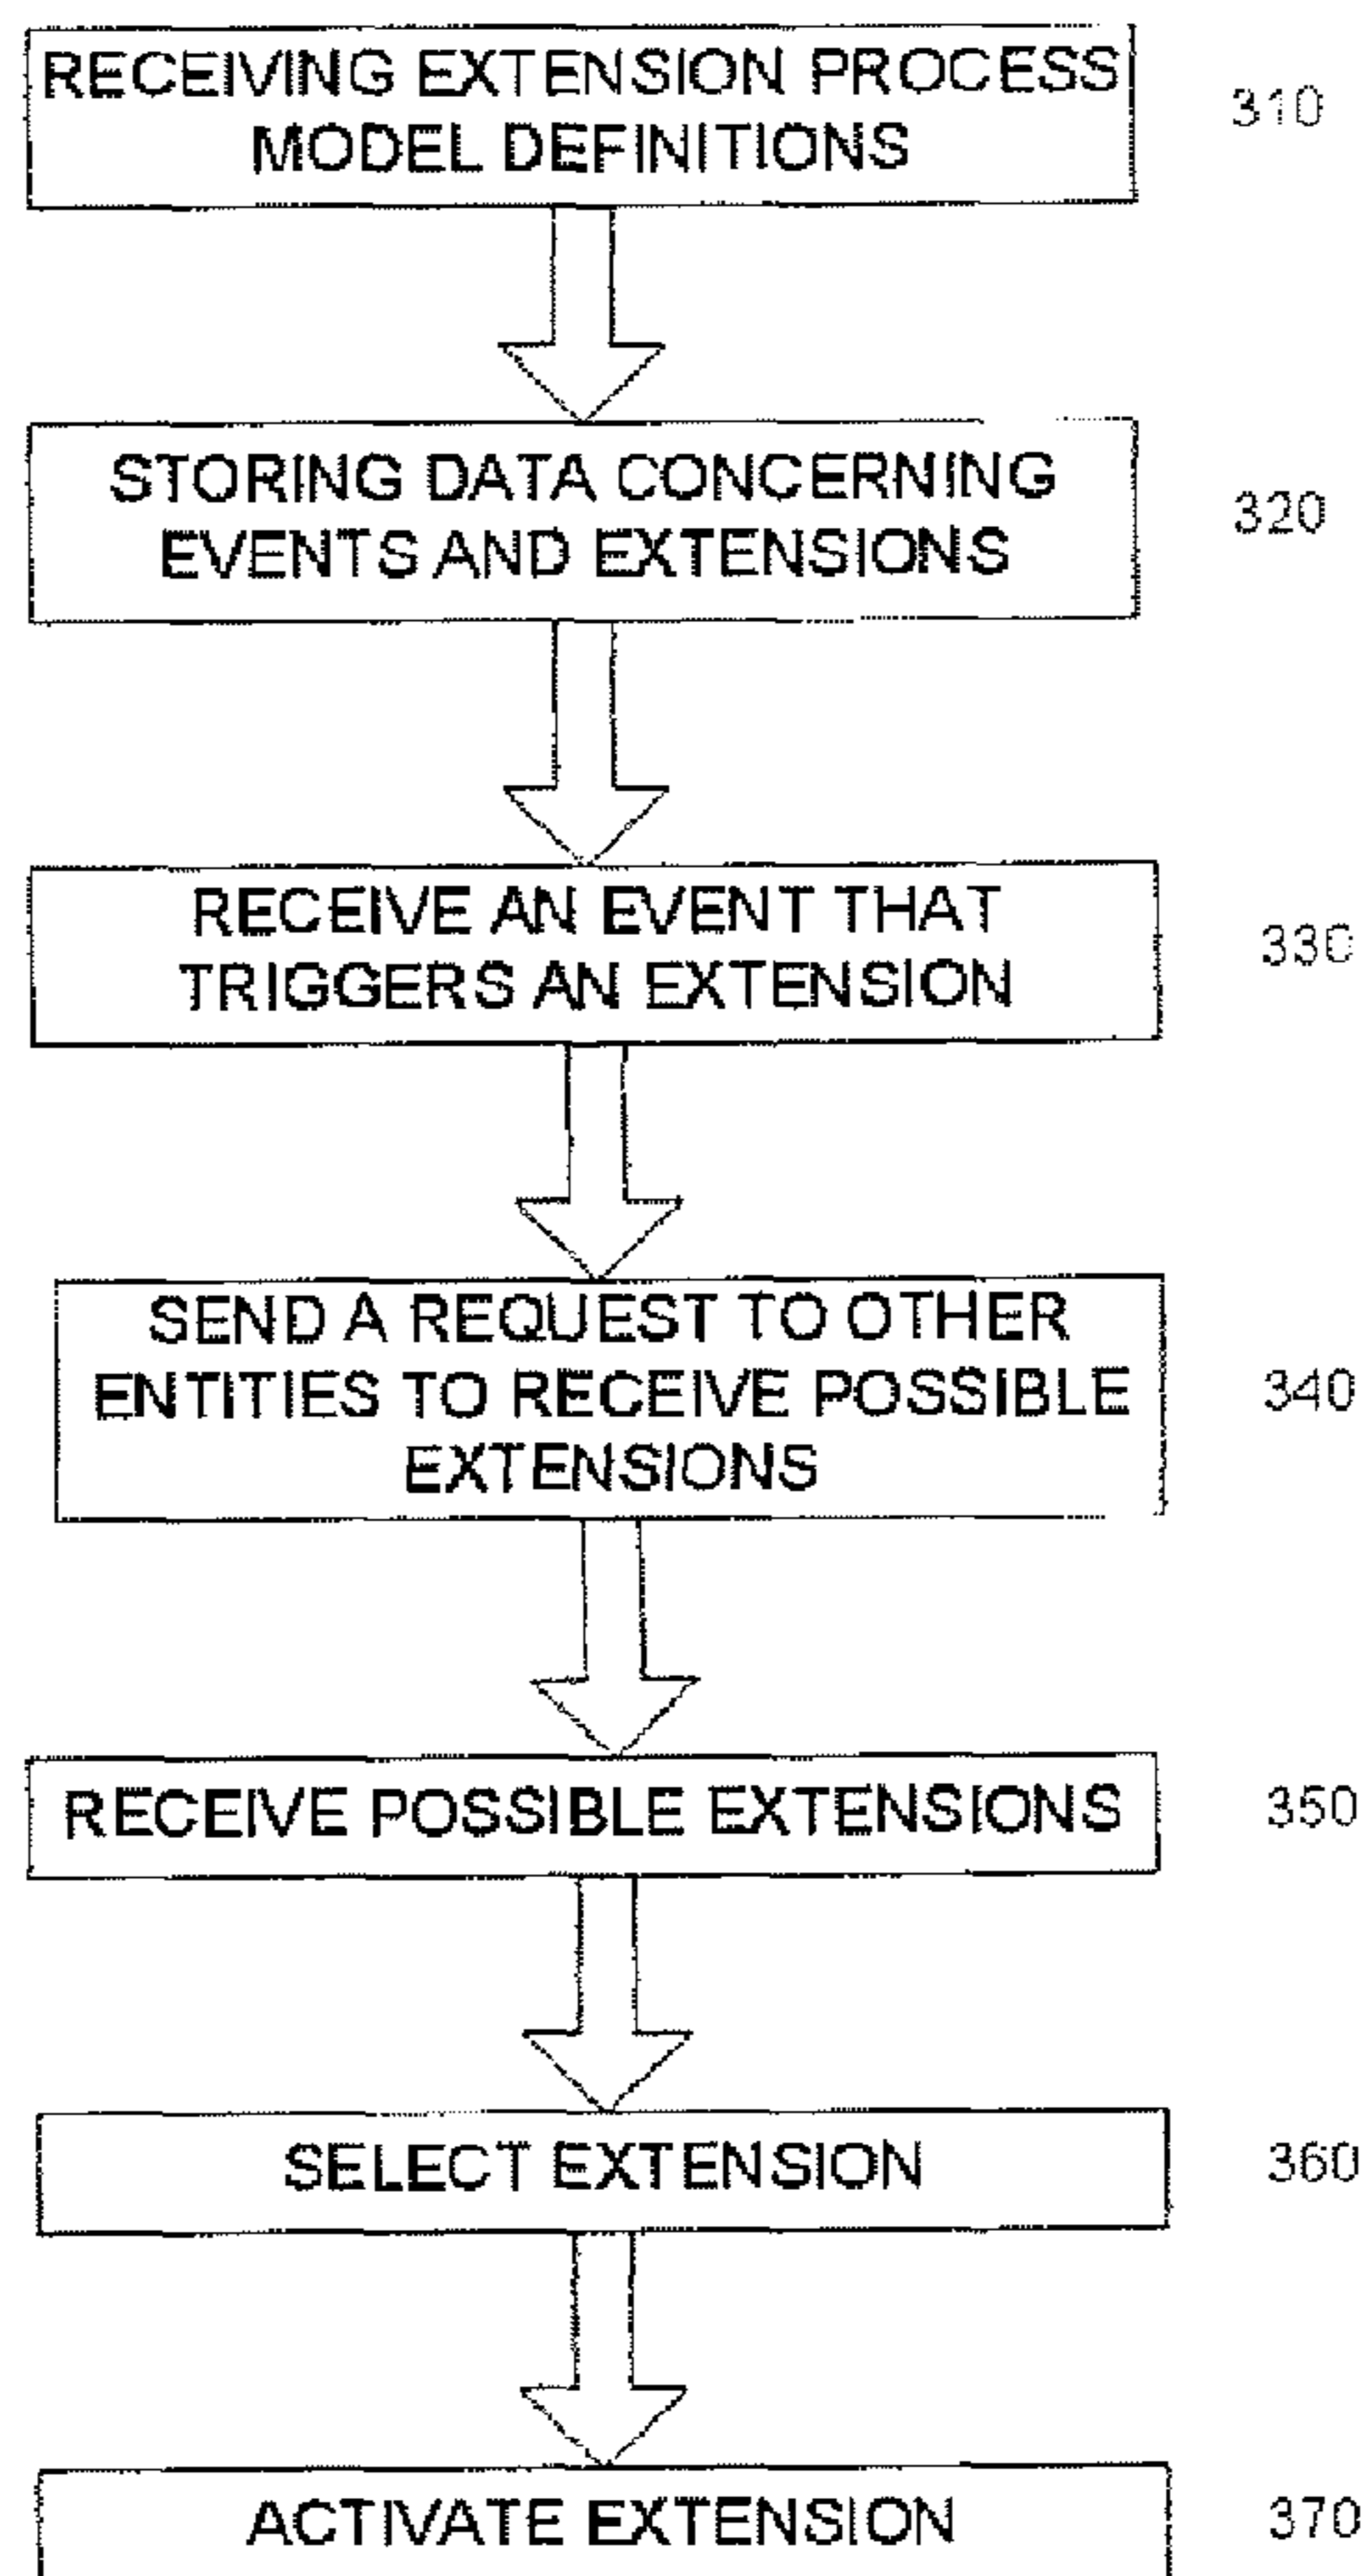 RECEIVING EXTENSION PROCESS
MODEL DEFINITIONS
310
STORING DATA CONCERNING
EVENTS AND EXTENSIONS
320
RECEIVE AN EVENT THAT
TRIGGERS AN EXTENSION
330
SEND A REQUEST TO OTHER
ENTITIES TO RECEIVE POSSIBLE
EXTENSIONS
340
RECEIVE POSSIBLE EXTENSIONS
350
SELECT EXTENSION
360
ACTIVATE EXTENSION
370